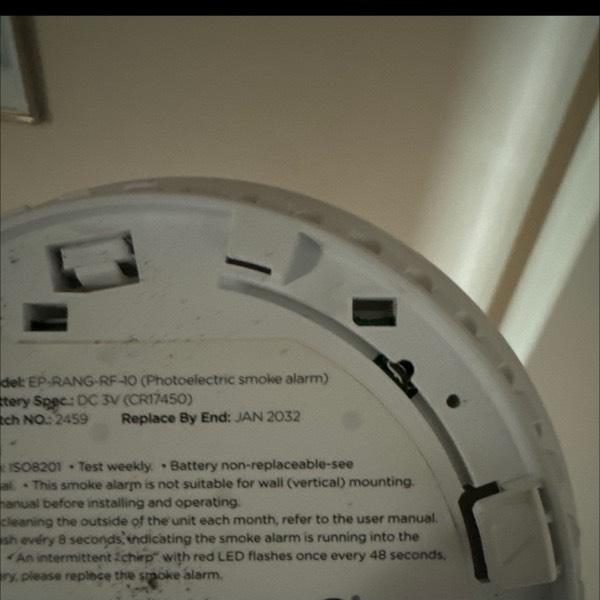 del: EP-RANG-RF-10 (Photoelectric smoke alarm)
ttery Spec.: DC 3V (CR17450)
tch NO.: 2459 Replace By End: JAN 2032
: ISO8201 • Test weekly. • Battery non-replaceable-see
al. • This smoke alarm is not suitable for wall (vertical) mounting.
manual before installing and operating.
cleaning the outside of the unit each month, refer to the user manual.
sh every 8 seconds, indicating the smoke alarm is running into the
• An intermittent "chirp" with red LED flashes once every 48 seconds,
ry, please replace the smoke alarm.